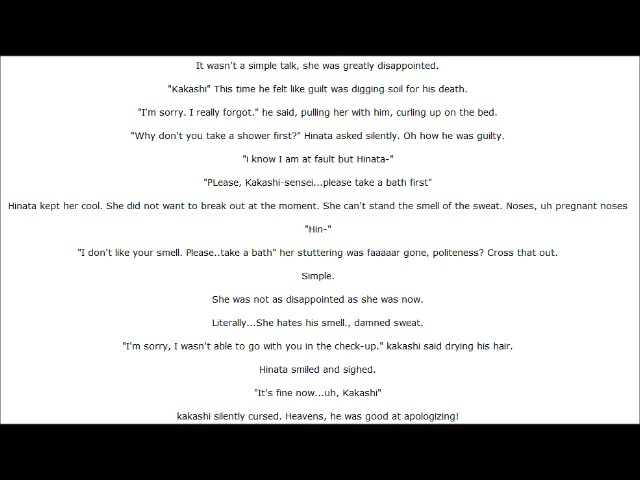 It wasn't a simple talk, she was greatly disappointed.
"Kakashi" This time he felt like guilt was digging soil for his death.
"I'm sorry. I really forgot." he said, pulling her with him, curling up on the bed.
"Why don't you take a shower first?" Hinata asked silently. Oh how he was guilty.
"i know I am at fault but Hinata-"
"PLease, Kakashi-sensei...please take a bath first"
Hinata kept her cool. She did not want to break out at the moment. She can't stand the smell of the sweat. Noses, uh pregnant noses
"Hin-"
"I don't like your smell. Please..take a bath" her stuttering was faaaaar gone, politeness? Cross that out.
Simple.
She was not as disappointed as she was now.
Literally...She hates his smell., damned sweat.
"I'm sorry, I wasn't able to go with you in the check-up." kakashi said drying his hair.
Hinata smiled and sighed.
"It's fine now...uh, Kakashi"
kakashi silently cursed. Heavens, he was good at apologizing!